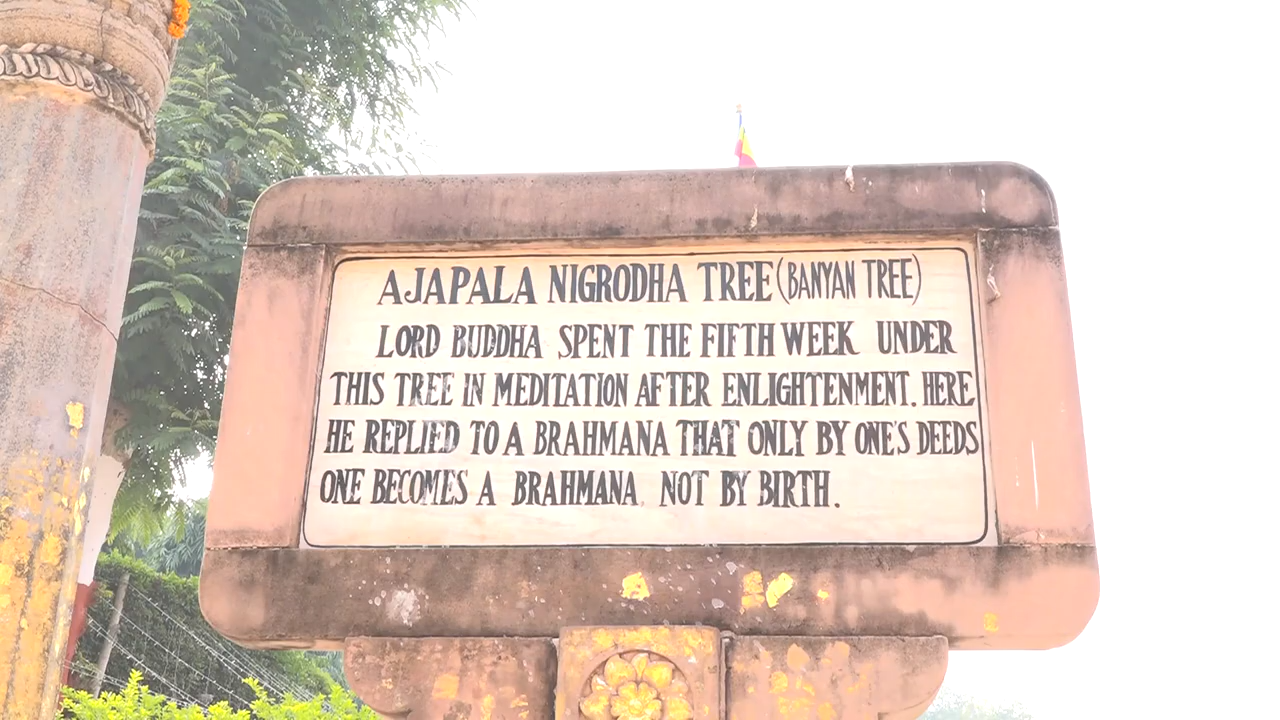 AJAPALA NIGRODHA TREE (BANYAN TREE)
LORD BUDDHA SPENT THE FIFTH WEEK UNDER
THIS TREE IN MEDITATION AFTER ENLIGHTENMENT. HERE
HE REPLIED TO A BRAHMANA THAT ONLY BY ONE'S DEEDS
ONE BECOMES A BRAHMANA NOT BY BIRTH.